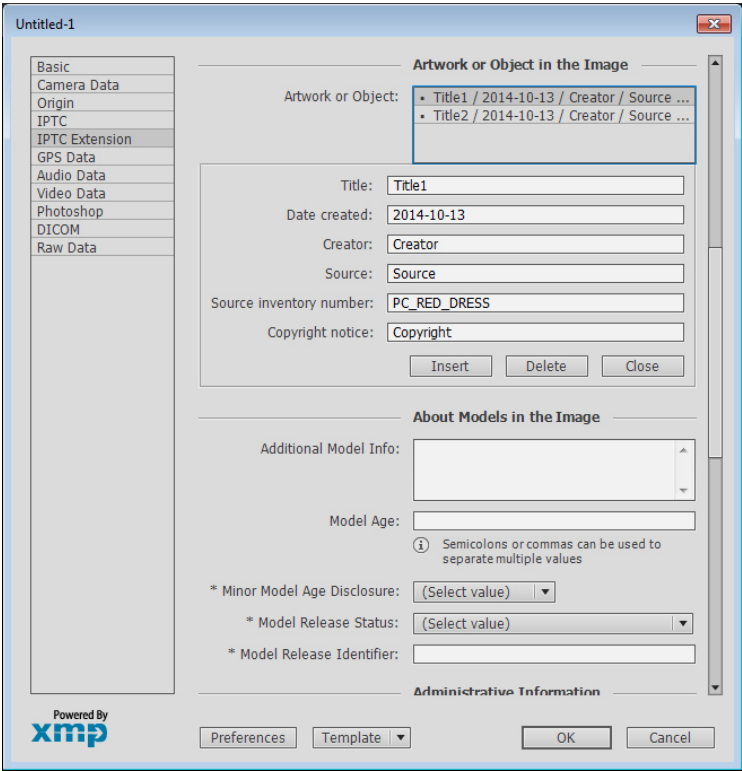 Untitled-1
Basic
Camera Data
Origin
IPTC
IPTC Extension
GPS Data
Audio Data
Video Data
Photoshop
DICOM
Raw Data
Artwork or Object in the Image
Artwork or Object:
▪ Title1 / 2014-10-13 / Creator / Source ...
▪ Title2 / 2014-10-13 / Creator / Source ...
Title: Title1
Date created: 2014-10-13
Creator: Creator
Source: Source
Source inventory number: PC_RED_DRESS
Copyright notice: Copyright
Insert Delete Close
About Models in the Image
Additional Model Info:
Model Age:
Semicolons or commas can be used to
separate multiple values
* Minor Model Age Disclosure: (Select value)
* Model Release Status: (Select value)
* Model Release Identifier:
Administrative Information
Powered By
xmp
Preferences Template OK Cancel